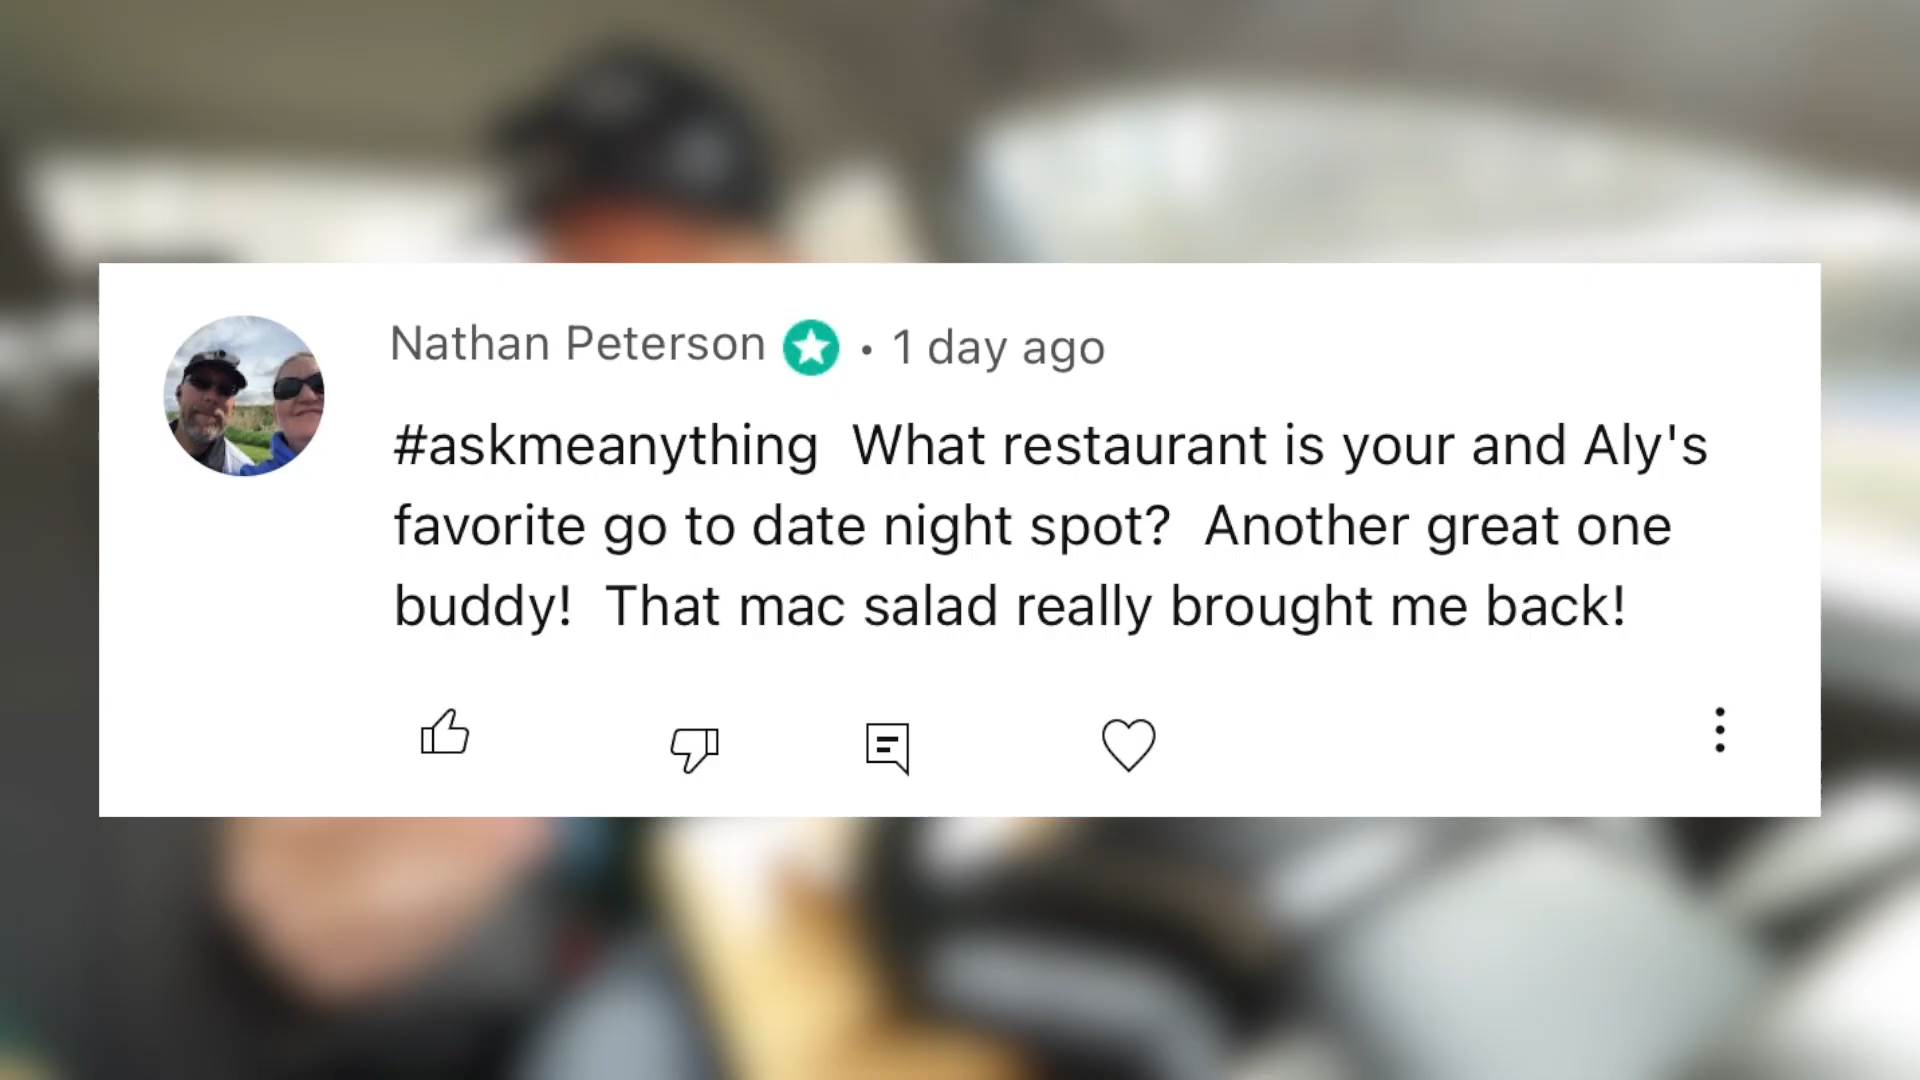 Nathan Peterson • 1 day ago
#askmeanything  What restaurant is your and Aly's
favorite go to date night spot?  Another great one
buddy!  That mac salad really brought me back!